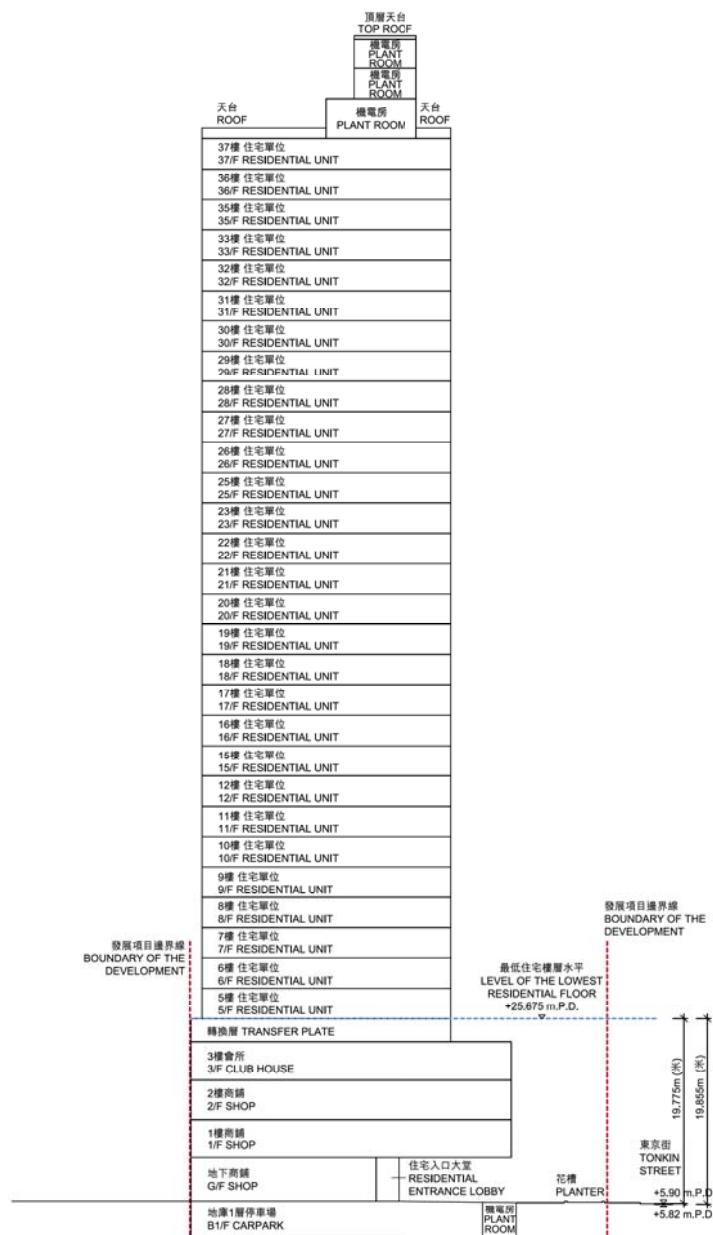 頂層天台
TOP ROOF
機電房
PLANT
ROOM
機電房
PLANT
ROOM
天台
ROOF
機電房
PLANT ROOM
天台
ROOF
37樓 住宅單位
37/F RESIDENTIAL UNIT
36樓 住宅單位
36/F RESIDENTIAL UNIT
35樓 住宅單位
35/F RESIDENTIAL UNIT
33樓 住宅單位
33/F RESIDENTIAL UNIT
32樓 住宅單位
32/F RESIDENTIAL UNIT
31樓 住宅單位
31/F RESIDENTIAL UNIT
30樓 住宅單位
30/F RESIDENTIAL UNIT
29樓 住宅單位
29/F RESIDENTIAL UNIT
28樓 住宅單位
28/F RESIDENTIAL UNIT
27樓 住宅單位
27/F RESIDENTIAL UNIT
26樓 住宅單位
26/F RESIDENTIAL UNIT
25樓 住宅單位
25/F RESIDENTIAL UNIT
23樓 住宅單位
23/F RESIDENTIAL UNIT
22樓 住宅單位
22/F RESIDENTIAL UNIT
21樓 住宅單位
21/F RESIDENTIAL UNIT
20樓 住宅單位
20/F RESIDENTIAL UNIT
19樓 住宅單位
19/F RESIDENTIAL UNIT
18樓 住宅單位
18/F RESIDENTIAL UNIT
17樓 住宅單位
17/F RESIDENTIAL UNIT
16樓 住宅單位
16/F RESIDENTIAL UNIT
15樓 住宅單位
15/F RESIDENTIAL UNIT
12樓 住宅單位
12/F RESIDENTIAL UNIT
11樓 住宅單位
11/F RESIDENTIAL UNIT
10樓 住宅單位
10/F RESIDENTIAL UNIT
9樓 住宅單位
9/F RESIDENTIAL UNIT
8樓 住宅單位
8/F RESIDENTIAL UNIT
7樓 住宅單位
7/F RESIDENTIAL UNIT
6樓 住宅單位
6/F RESIDENTIAL UNIT
5樓 住宅單位
5/F RESIDENTIAL UNIT
發展項目邊界線
BOUNDARY OF THE
DEVELOPMENT
發展項目邊界線
BOUNDARY OF THE
DEVELOPMENT
最低住宅樓層水平
LEVEL OF THE LOWEST
RESIDENTIAL FLOOR
+25.675 m.P.D.
轉換層 TRANSFER PLATE
3樓會所
3/F CLUB HOUSE
2樓商舖
2/F SHOP
1樓商舖
1/F SHOP
地下商舖
G/F SHOP
住宅入口大堂
RESIDENTIAL
ENTRANCE LOBBY
花槽
PLANTER
東京街
TONKIN
STREET
19.775m (米)
19.855m (米)
+5.90 m.P.D
+5.82 m.P.D
地庫1層停車場
B1/F CARPARK
機電房
PLANT
ROOM